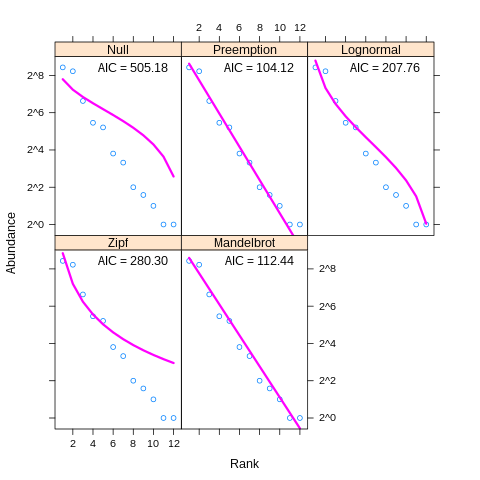 2 4 6 8 10 12
Null Preemption Lognormal
AIC = 505.18 AIC = 104.12 AIC = 207.76
2^8
2^6
2^4
2^2
2^0
Abundance
Zipf Mandelbrot
AIC = 280.30 AIC = 112.44
2^8
2^6
2^4
2^2
2^0
2 4 6 8 10 12
Rank